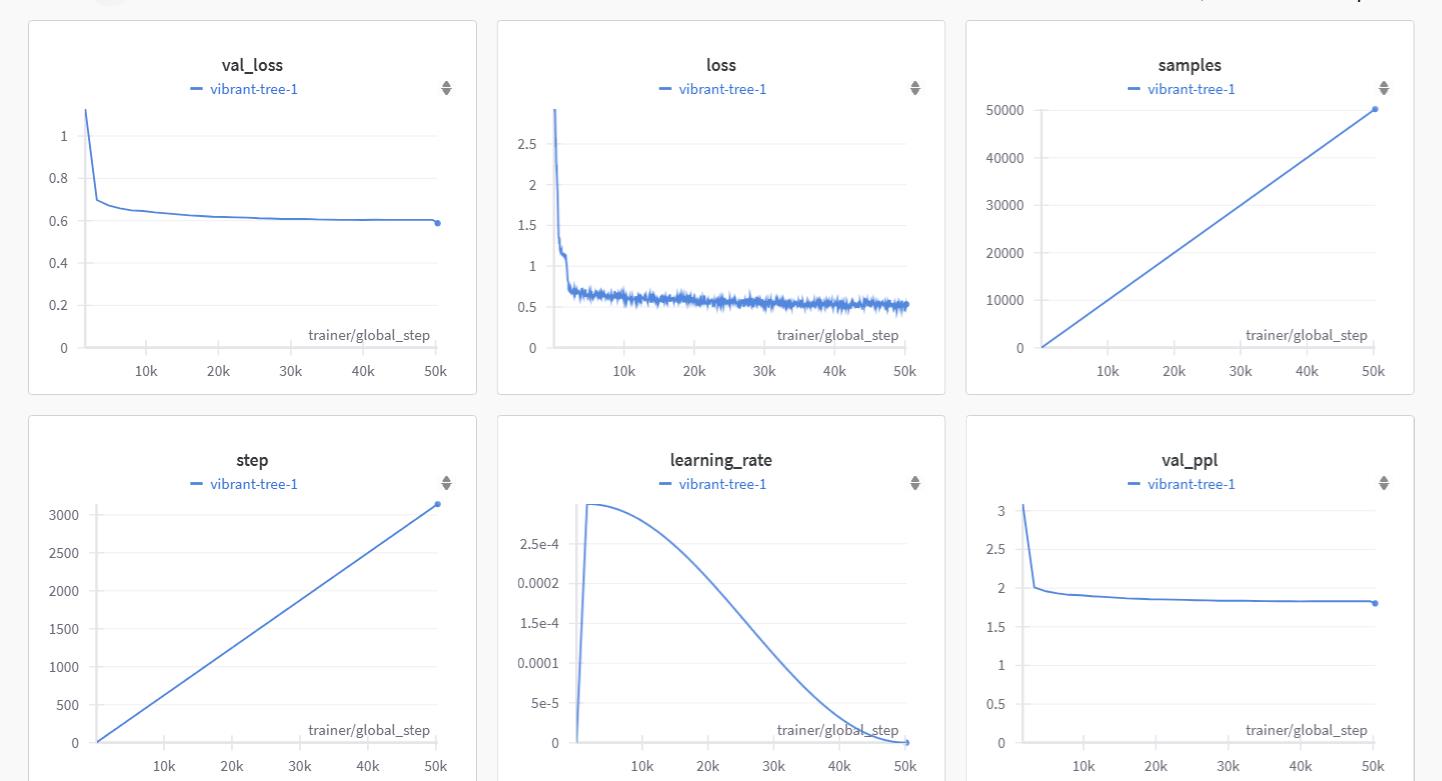 val_loss
vibrant-tree-1
1
0.8
0.6
0.4
0.2
0
trainer/global_step
10k 20k 30k 40k 50k
loss
vibrant-tree-1
2.5
2
1.5
1
0.5
0
trainer/global_step
10k 20k 30k 40k 50k
samples
vibrant-tree-1
50000
40000
30000
20000
10000
0
trainer/global_step
10k 20k 30k 40k 50k
step
vibrant-tree-1
3000
2500
2000
1500
1000
500
0
trainer/global_step
10k 20k 30k 40k 50k
learning_rate
vibrant-tree-1
2.5e-4
0.0002
1.5e-4
0.0001
5e-5
0
trainer/global_step
10k 20k 30k 40k 50k
val_ppl
vibrant-tree-1
3
2.5
2
1.5
1
0.5
0
trainer/global_step
10k 20k 30k 40k 50k